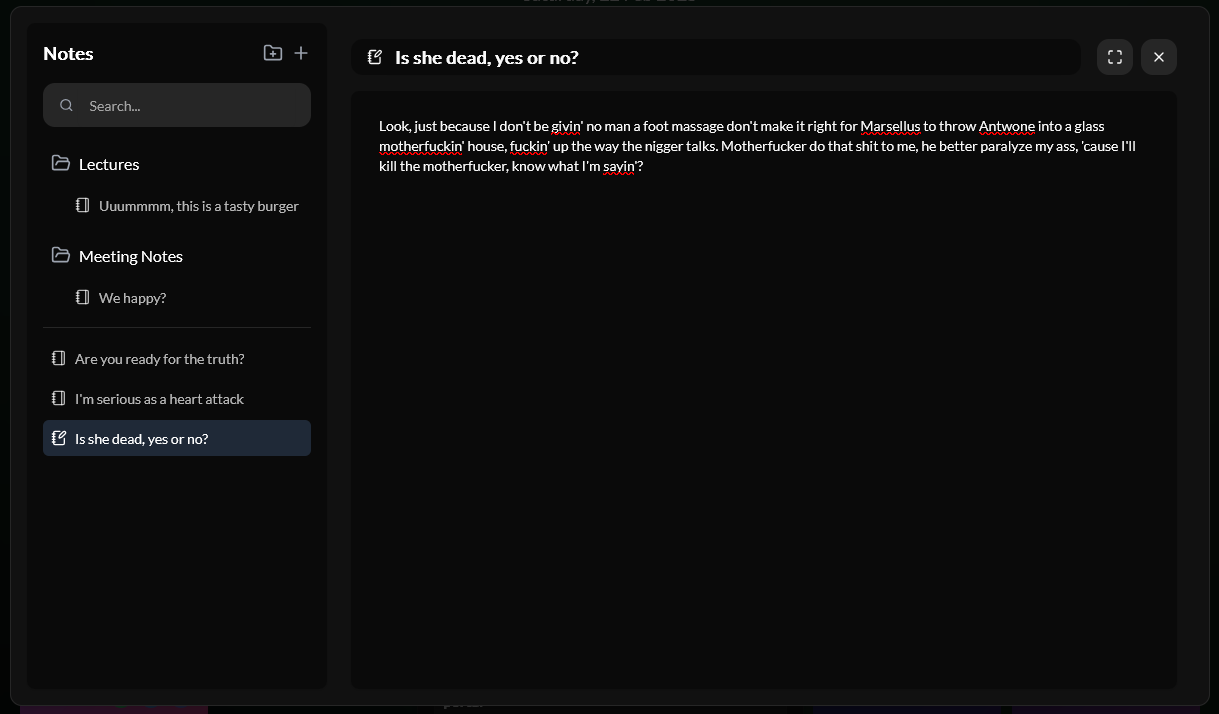 Notes
Search...
Lectures
Uuummmm, this is a tasty burger
Meeting Notes
We happy?
Are you ready for the truth?
I'm serious as a heart attack
Is she dead, yes or no?
Is she dead, yes or no?
Look, just because I don't be givin' no man a foot massage don't make it right for Marsellus to throw Antwone into a glass
motherfuckin' house, fuckin' up the way the nigger talks. Motherfucker do that shit to me, he better paralyze my ass, 'cause I'll
kill the motherfucker, know what I'm sayin'?